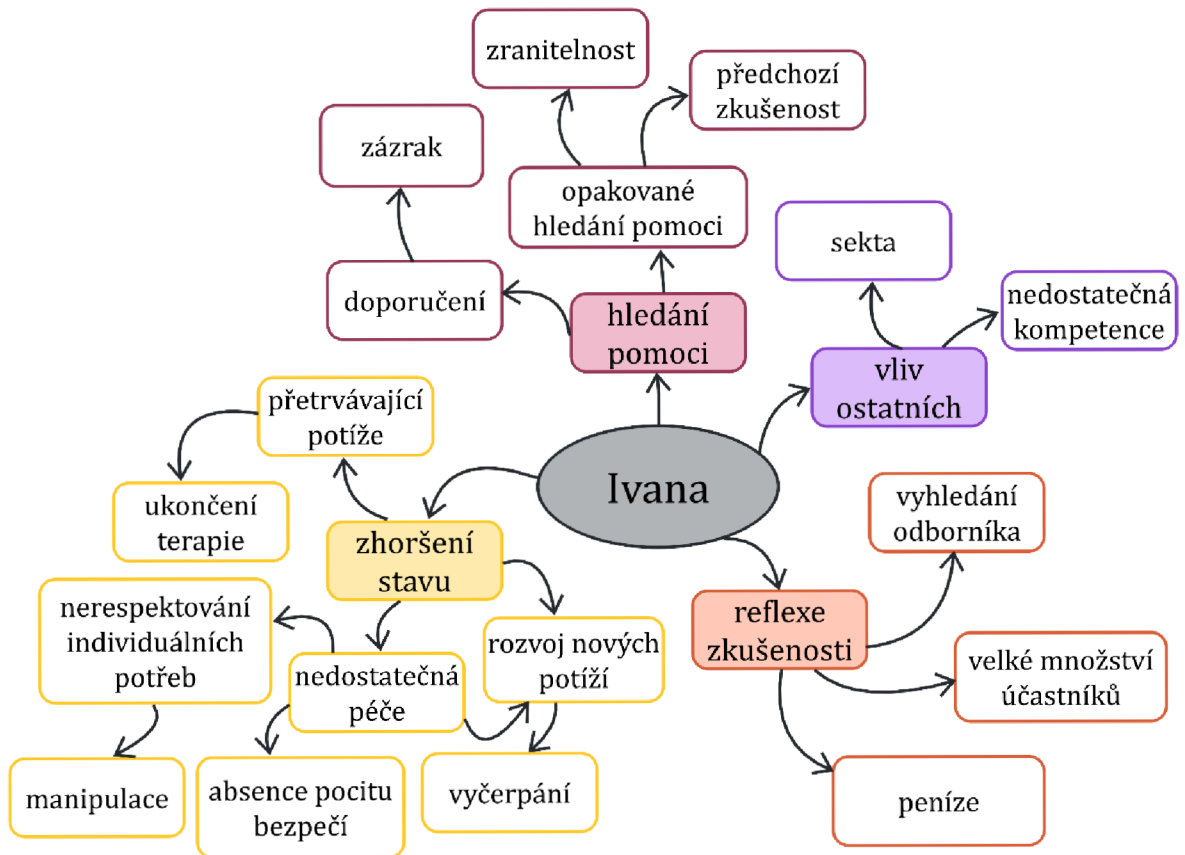 zranitelnost
předchozí
zkušenost
zázrak
opakované
hledání pomoci
sekta
doporučení
hledání
pomoci
nedostatečná
kompetence
vliv
ostatních
přetrvávající
potíže
Ivana
ukončení
terapie
zhoršení
stavu
vyhledání
odborníka
nerespektování
individuálních
potřeb
nedostatečná
péče
rozvoj nových
potíží
reflexe
zkušenosti
velké množství
účastníků
manipulace
absence pocitu
bezpečí
vyčerpání
peníze